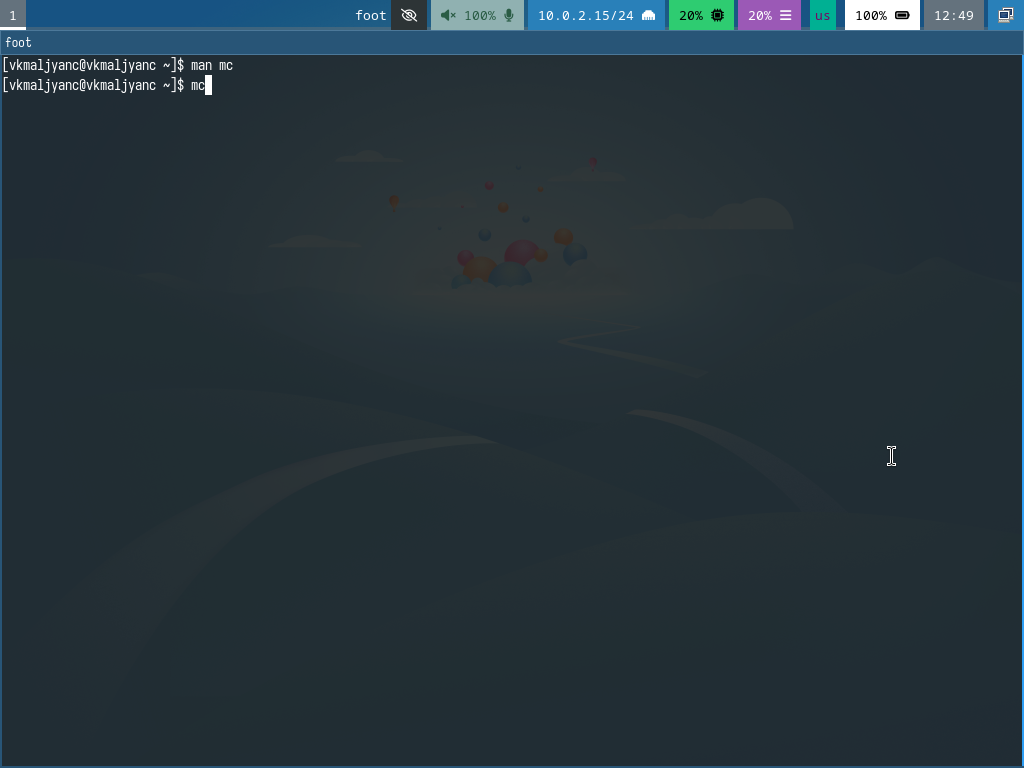 1 foot 100% 10.0.2.15/24 20% 20% us 100% 12:49
foot
[vkmaljyanc@vkmaljyanc ~]$ man mc
[vkmaljyanc@vkmaljyanc ~]$ mc